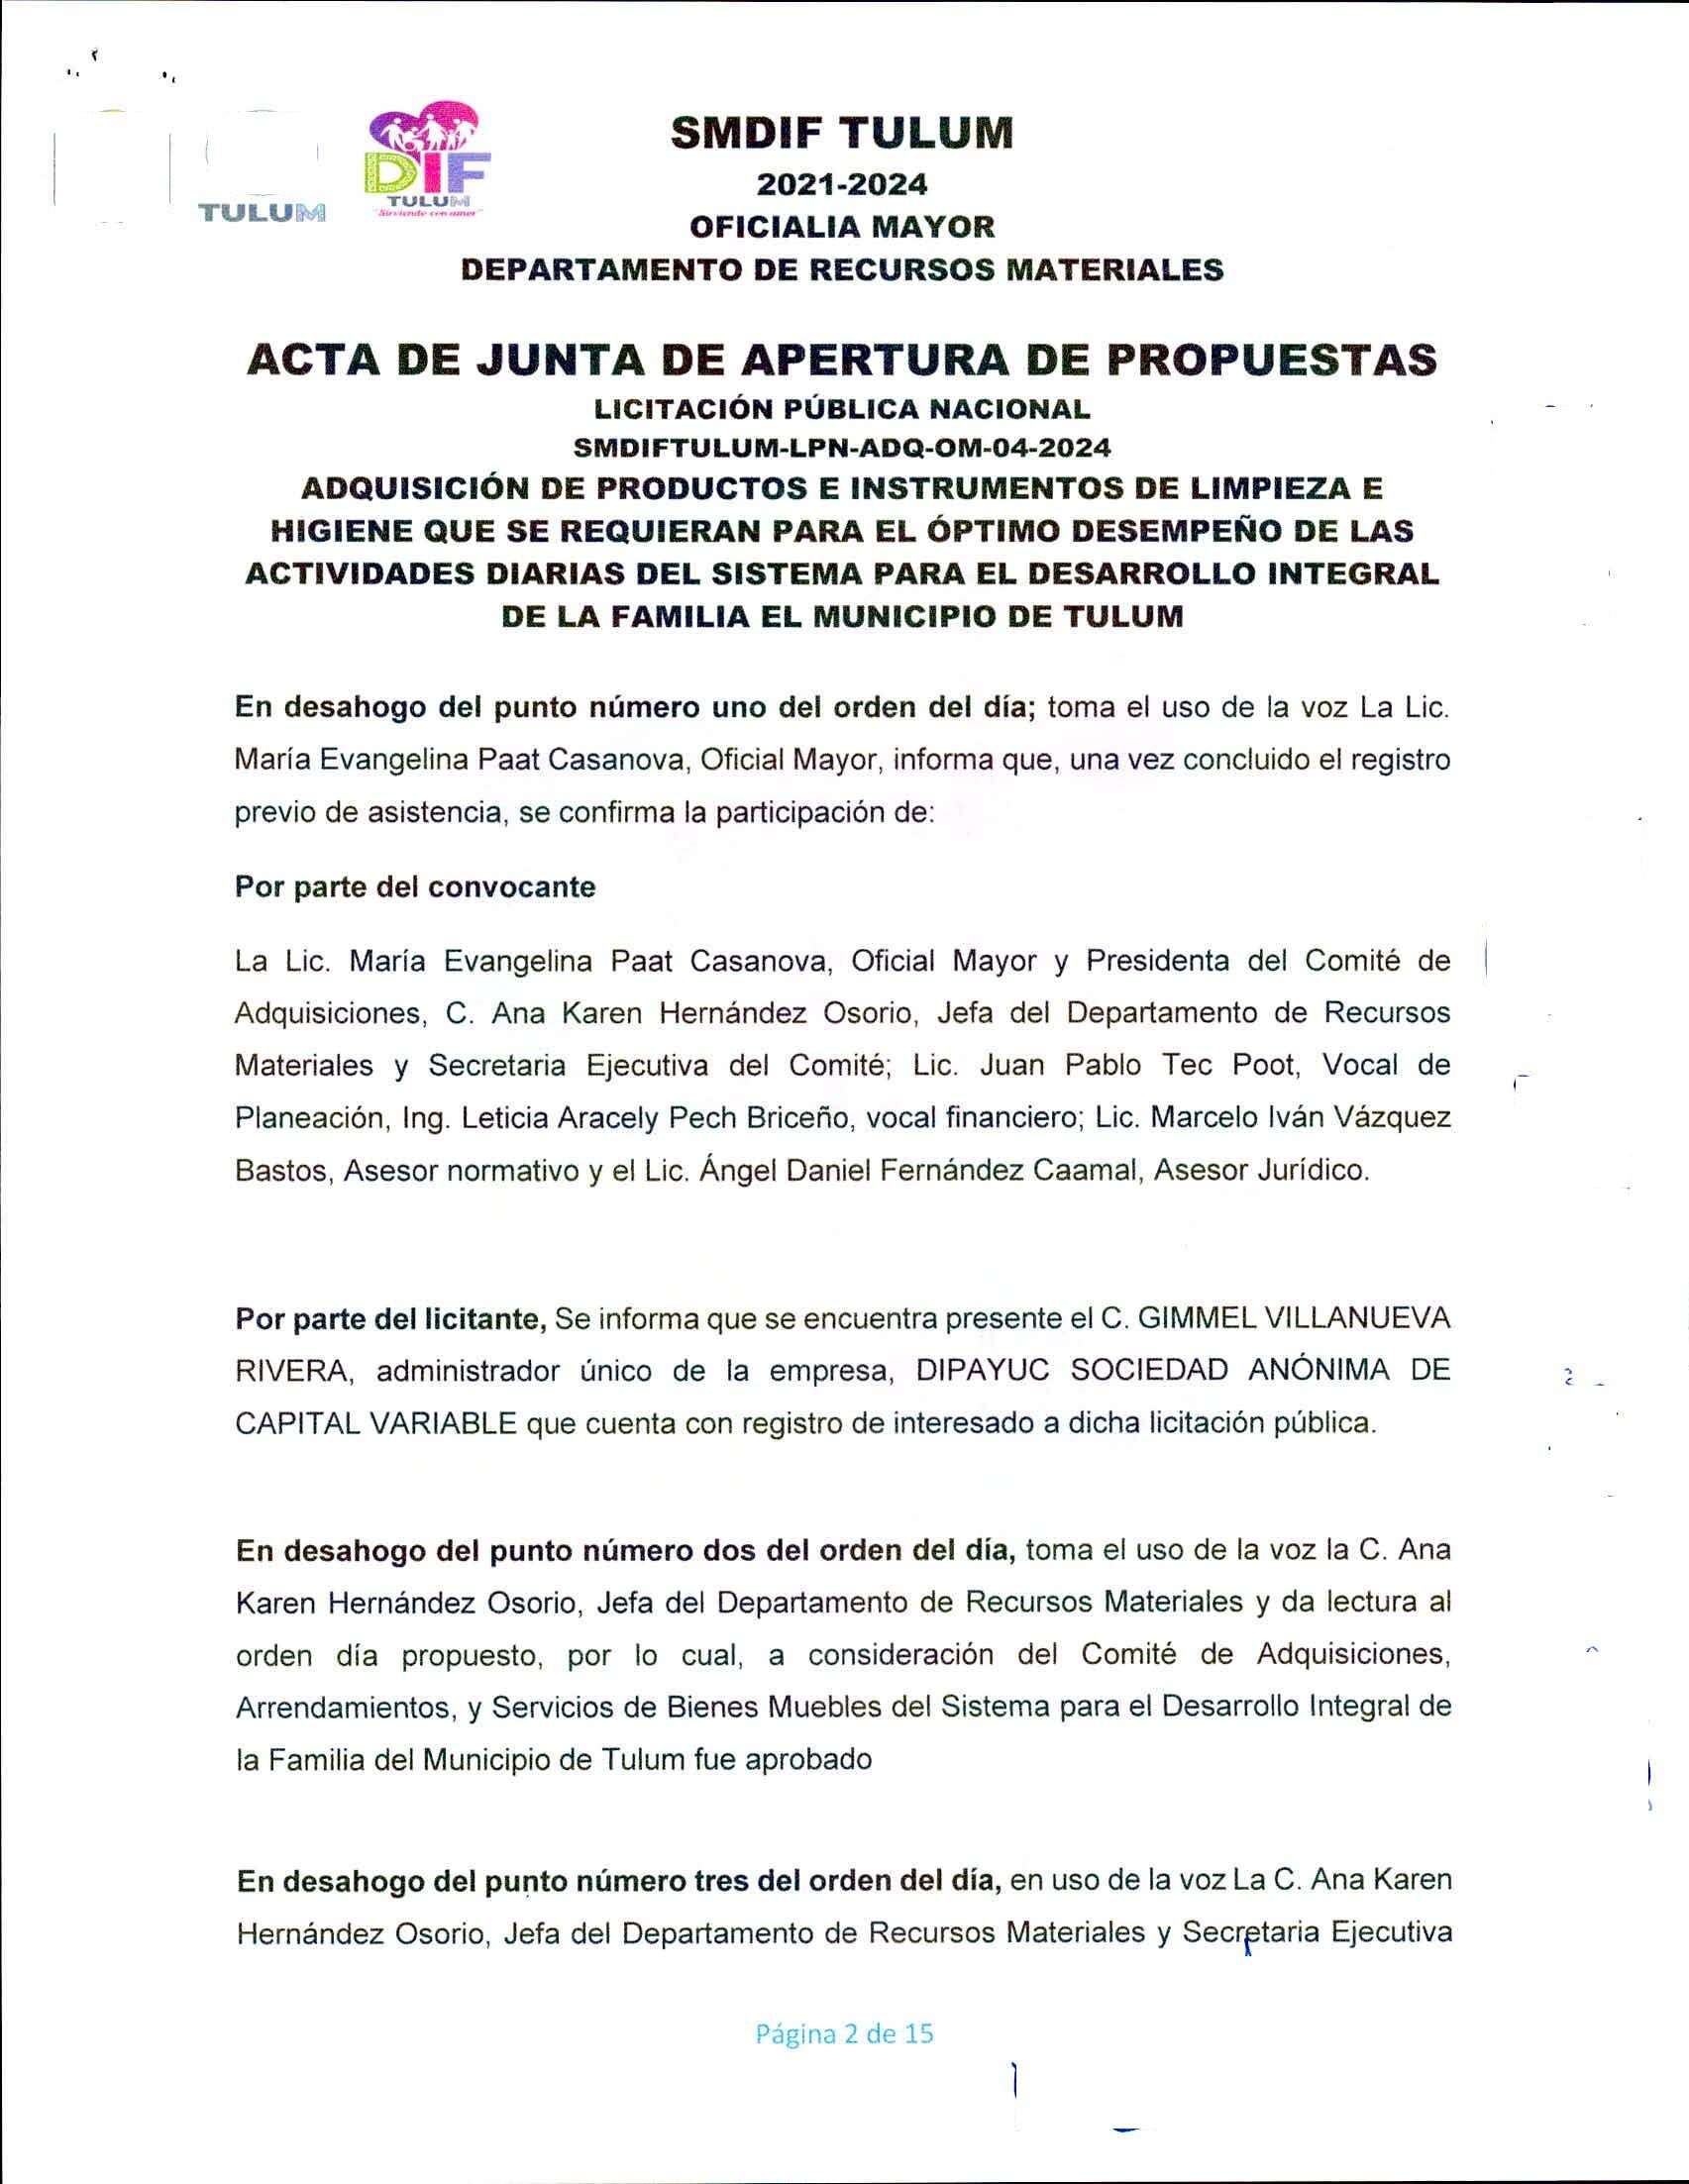 TULUM
DIF
TULUM
"Sirviendo con amor"
SMDIF TULUM
2021-2024
OFICIALIA MAYOR
DEPARTAMENTO DE RECURSOS MATERIALES
ACTA DE JUNTA DE APERTURA DE PROPUESTAS
LICITACIÓN PÚBLICA NACIONAL
SMDIFTULUM-LPN-ADQ-OM-04-2024
ADQUISICIÓN DE PRODUCTOS E INSTRUMENTOS DE LIMPIEZA E
HIGIENE QUE SE REQUIERAN PARA EL ÓPTIMO DESEMPEÑO DE LAS
ACTIVIDADES DIARIAS DEL SISTEMA PARA EL DESARROLLO INTEGRAL
DE LA FAMILIA EL MUNICIPIO DE TULUM
En desahogo del punto número uno del orden del día; toma el uso de la voz La Lic.
María Evangelina Paat Casanova, Oficial Mayor, informa que, una vez concluido el registro
previo de asistencia, se confirma la participación de:
Por parte del convocante
La Lic. María Evangelina Paat Casanova, Oficial Mayor y Presidenta del Comité de
Adquisiciones, C. Ana Karen Hernández Osorio, Jefa del Departamento de Recursos
Materiales y Secretaria Ejecutiva del Comité; Lic. Juan Pablo Tec Poot, Vocal de
Planeación, Ing. Leticia Aracely Pech Briceño, vocal financiero; Lic. Marcelo Iván Vázquez
Bastos, Asesor normativo y el Lic. Ángel Daniel Fernández Caamal, Asesor Jurídico.
Por parte del licitante, Se informa que se encuentra presente el C. GIMMEL VILLANUEVA
RIVERA, administrador único de la empresa, DIPAYUC SOCIEDAD ANÓNIMA DE
CAPITAL VARIABLE que cuenta con registro de interesado a dicha licitación pública.
En desahogo del punto número dos del orden del día, toma el uso de la voz la C. Ana
Karen Hernández Osorio, Jefa del Departamento de Recursos Materiales y da lectura al
orden día propuesto, por lo cual, a consideración del Comité de Adquisiciones,
Arrendamientos, y Servicios de Bienes Muebles del Sistema para el Desarrollo Integral de
la Familia del Municipio de Tulum fue aprobado
En desahogo del punto número tres del orden del día, en uso de la voz La C. Ana Karen
Hernández Osorio, Jefa del Departamento de Recursos Materiales y Secretaria Ejecutiva
Página 2 de 15